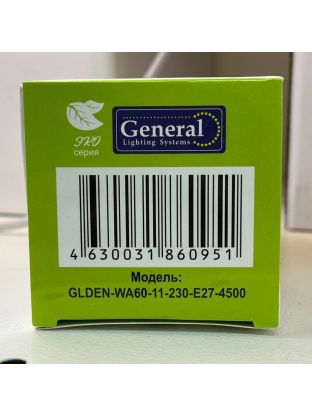 General
Lighting Systems
ЭКО
серия
4 630031 860951
Модель:
GLDEN-WA60-11-230-E27-4500